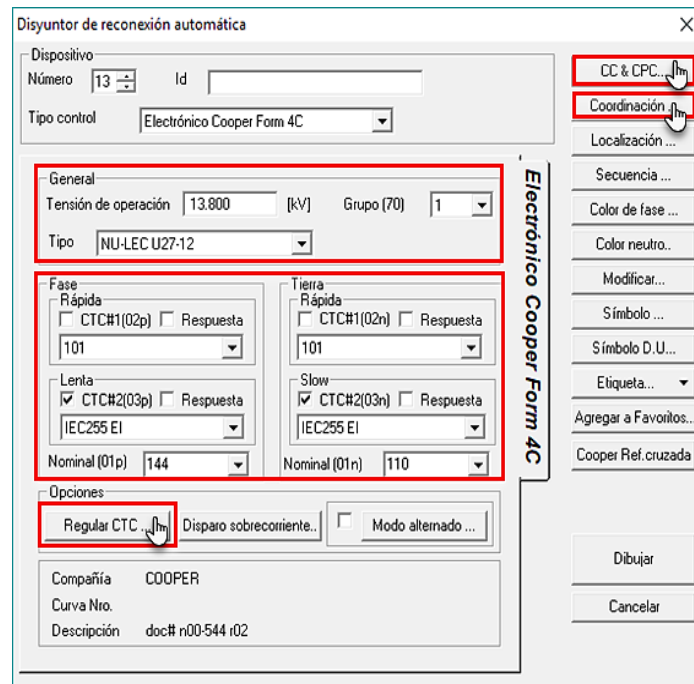 Disyuntor de reconexión automática
Dispositivo
Número 13 Id
Tipo control Electrónico Cooper Form 4C
General
Tensión de operación 13.800 [kV] Grupo (70) 1
Tipo NU-LEC U27-12
Fase
Rápida
CTC#1(02p) Respuesta
101
Lenta
CTC#2(03p) Respuesta
IEC255 EI
Nominal (01p) 144
Tierra
Rápida
CTC#1(02n) Respuesta
101
Slow
CTC#2(03n) Respuesta
IEC255 EI
Nominal (01n) 110
Electrónico Cooper Form 4C
Opciones
Regular CTC ... Disparo sobrecorriente.. Modo alternado ...
Compañía COOPER
Curva Nro.
Descripción doc# n00-544 r02
CC & CPC...
Coordinación ...
Localización ...
Secuencia ...
Color de fase ...
Color neutro..
Modificar...
Símbolo ...
Símbolo D.U...
Etiqueta...
Agregar a Favoritos...
Cooper Ref.cruzada
Dibujar
Cancelar